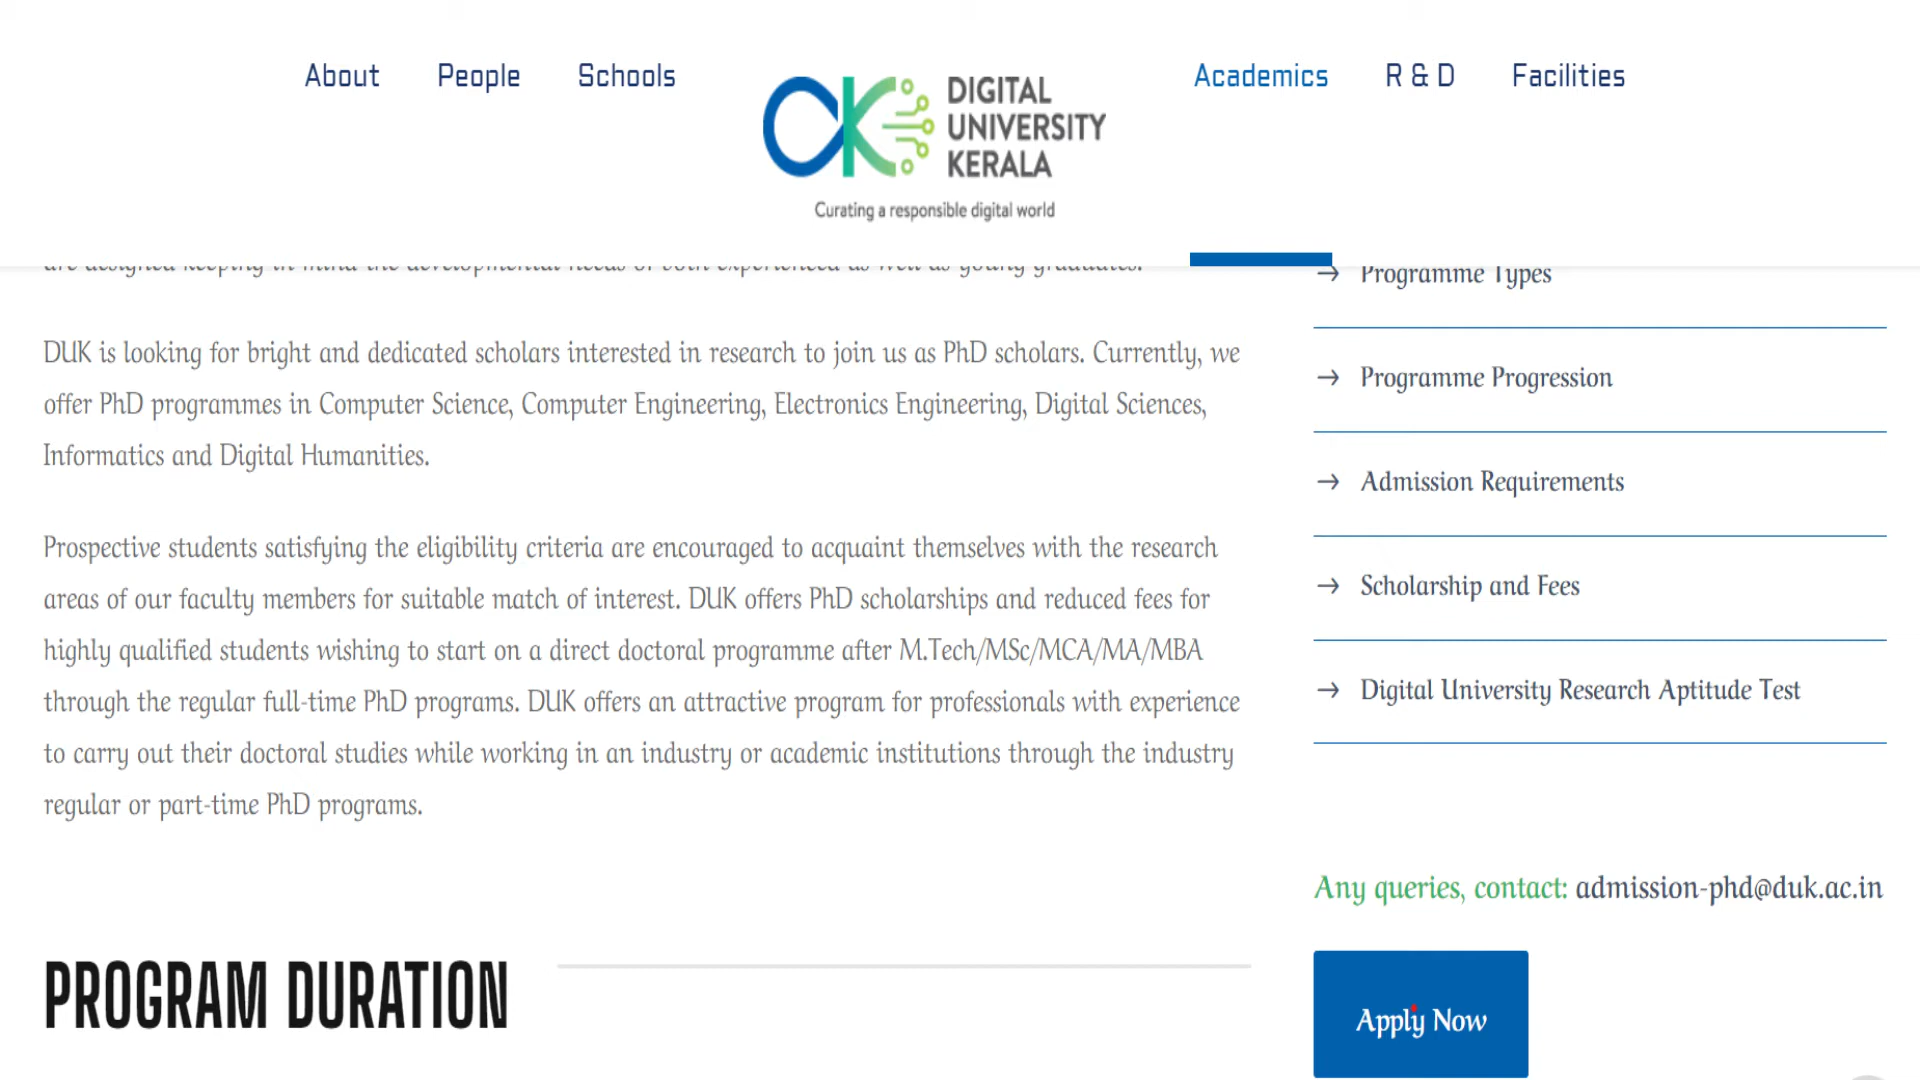 About People Schools
DIGITAL
UNIVERSITY
KERALA
Curating a responsible digital world
Academics R & D Facilities
are designed keeping in mind the developmental needs of both experienced as well as young graduates.
DUK is looking for bright and dedicated scholars interested in research to join us as PhD scholars. Currently, we
offer PhD programmes in Computer Science, Computer Engineering, Electronics Engineering, Digital Sciences,
Informatics and Digital Humanities.
Prospective students satisfying the eligibility criteria are encouraged to acquaint themselves with the research
areas of our faculty members for suitable match of interest. DUK offers PhD scholarships and reduced fees for
highly qualified students wishing to start on a direct doctoral programme after M.Tech/MSc/MCA/MA/MBA
through the regular full-time PhD programs. DUK offers an attractive program for professionals with experience
to carry out their doctoral studies while working in an industry or academic institutions through the industry
regular or part-time PhD programs.
PROGRAM DURATION
→ Programme Types
→ Programme Progression
→ Admission Requirements
→ Scholarship and Fees
→ Digital University Research Aptitude Test
Any queries, contact: admission-phd@duk.ac.in
Apply Now